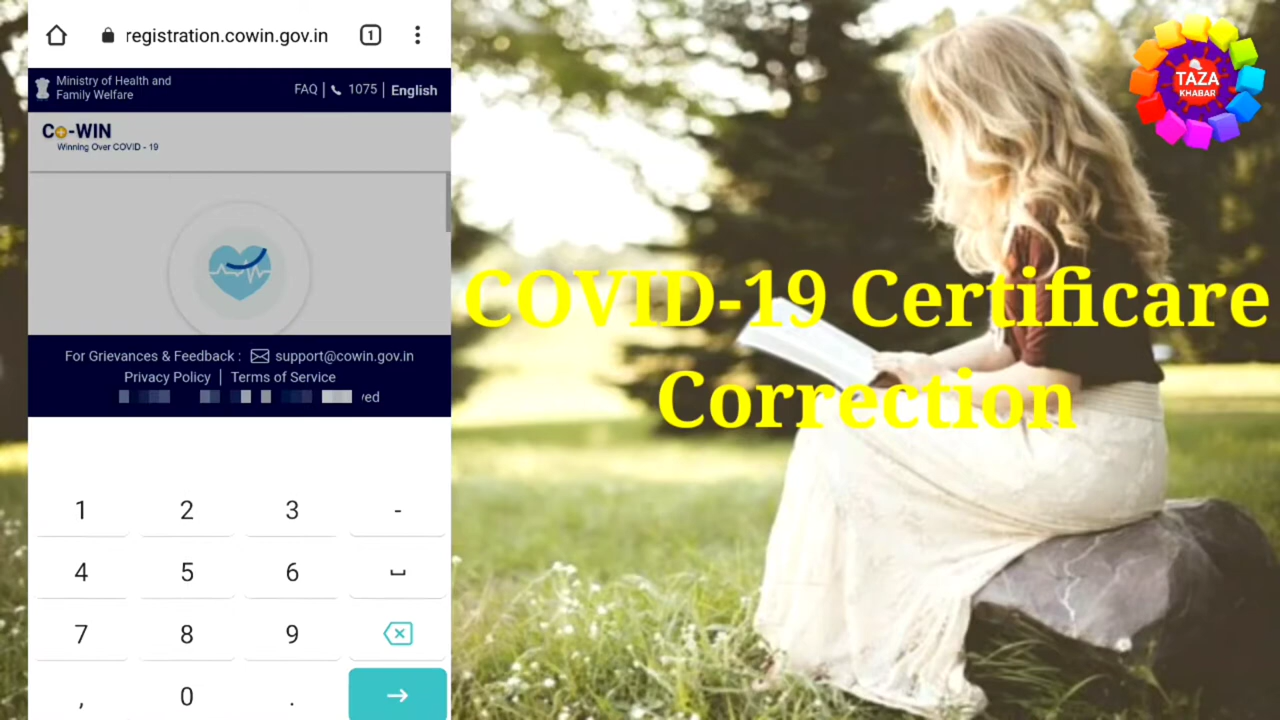 registration.cowin.gov.in
1
Ministry of Health and
Family Welfare
FAQ | 1075 | English
Co-WIN
Winning Over COVID - 19
For Grievances & Feedback : support@cowin.gov.in
Privacy Policy | Terms of Service
1 2 3 -
4 5 6
7 8 9
, 0 .
TAZA
KHABAR
COVID-19 Certificare
Correction